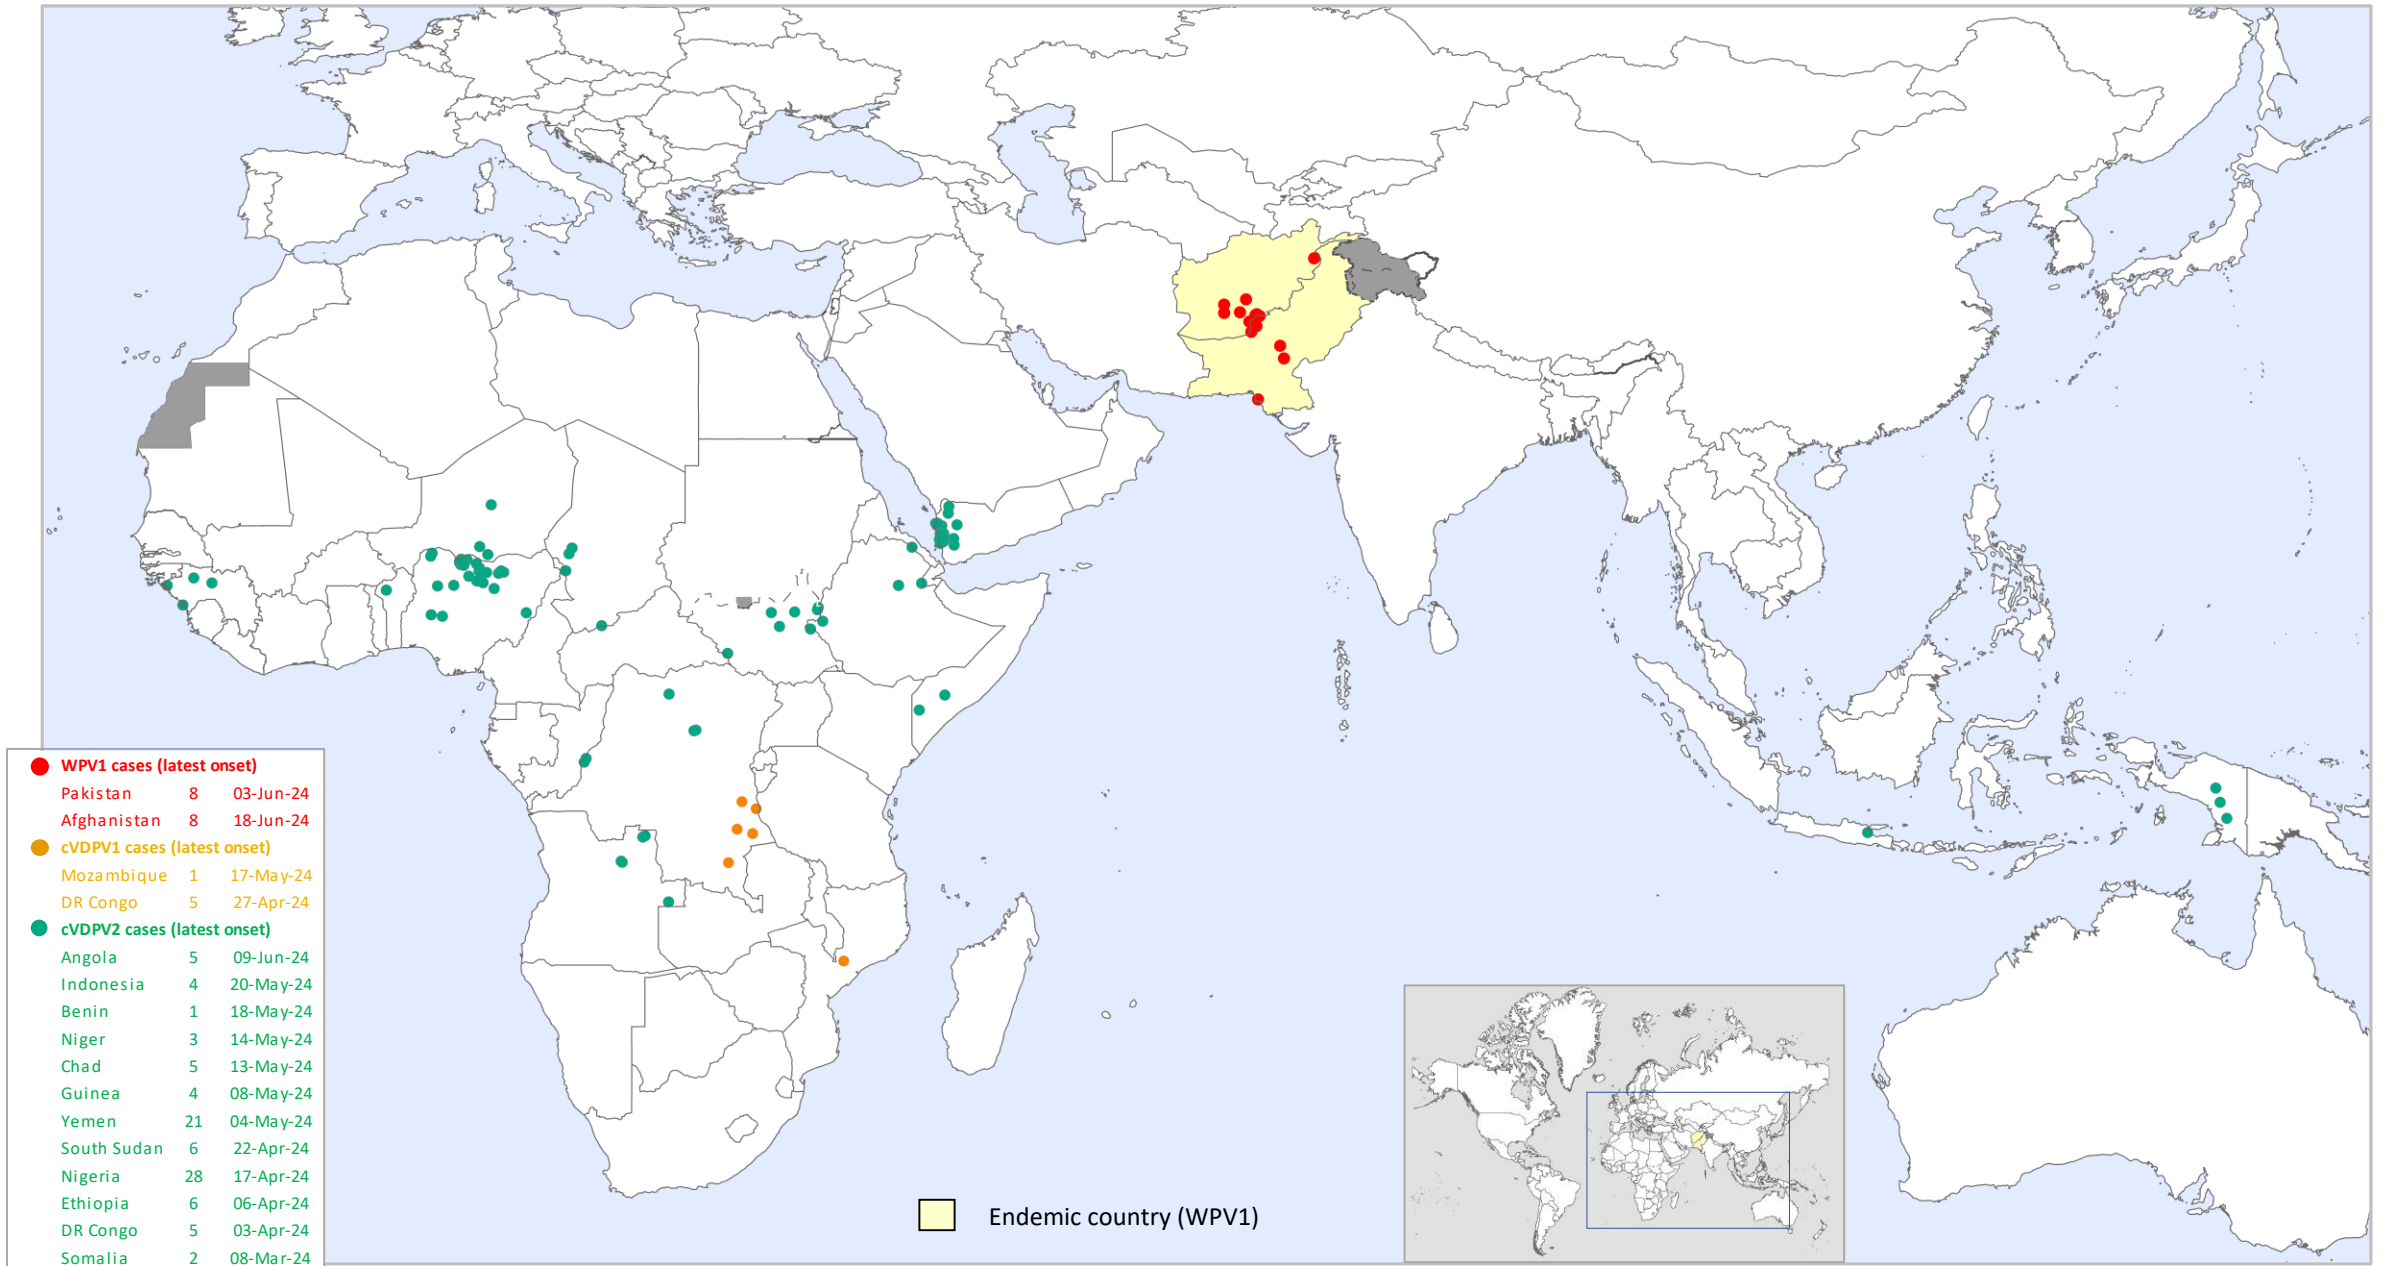 WPV1 cases (latest onset)
Pakistan 8 03-Jun-24
Afghanistan 8 18-Jun-24
cVDPV1 cases (latest onset)
Mozambique 1 17-May-24
DR Congo 5 27-Apr-24
cVDPV2 cases (latest onset)
Angola 5 09-Jun-24
Indonesia 4 20-May-24
Benin 1 18-May-24
Niger 3 14-May-24
Chad 5 13-May-24
Guinea 4 08-May-24
Yemen 21 04-May-24
South Sudan 6 22-Apr-24
Nigeria 28 17-Apr-24
Ethiopia 6 06-Apr-24
DR Congo 5 03-Apr-24
Somalia 2 08-Mar-24
Endemic country (WPV1)